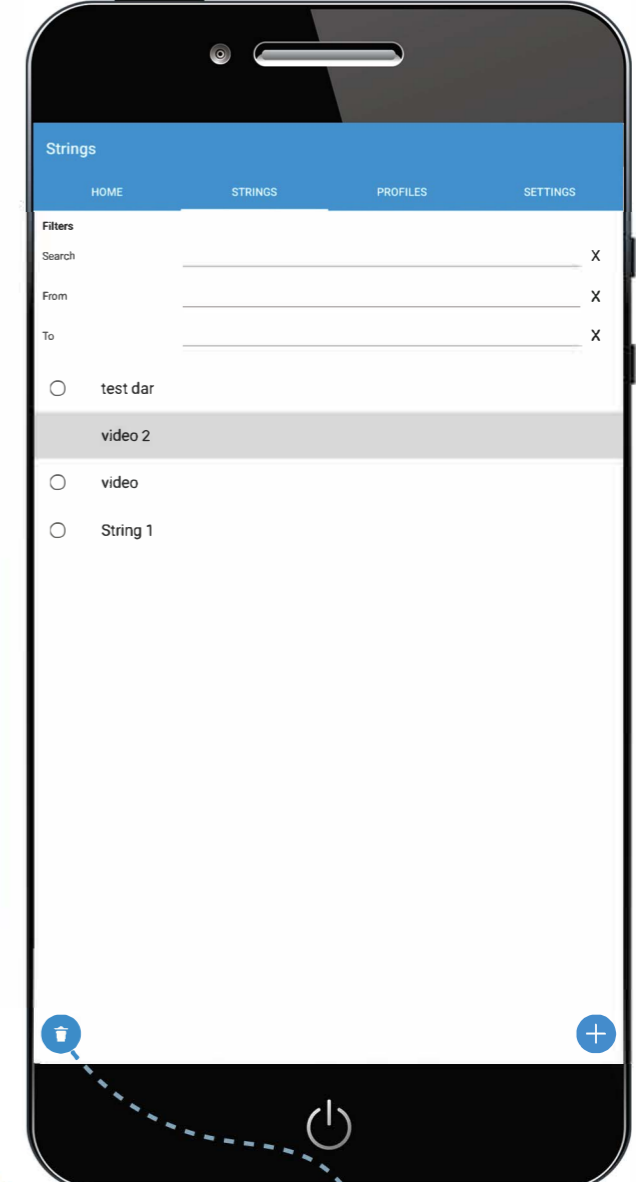 Strings
HOME STRINGS PROFILES SETTINGS
Filters
Search X
From X
To X
test dar
video 2
video
String 1